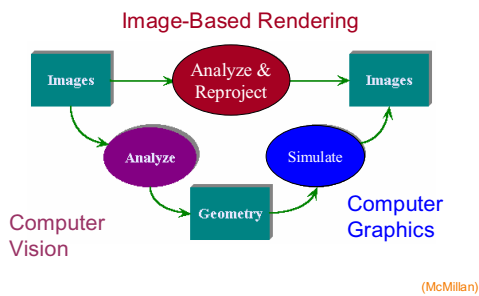 Image-Based Rendering
Images
Analyze &
Reproject
Images
Analyze
Simulate
Geometry
Computer
Vision
Computer
Graphics
(McMillan)